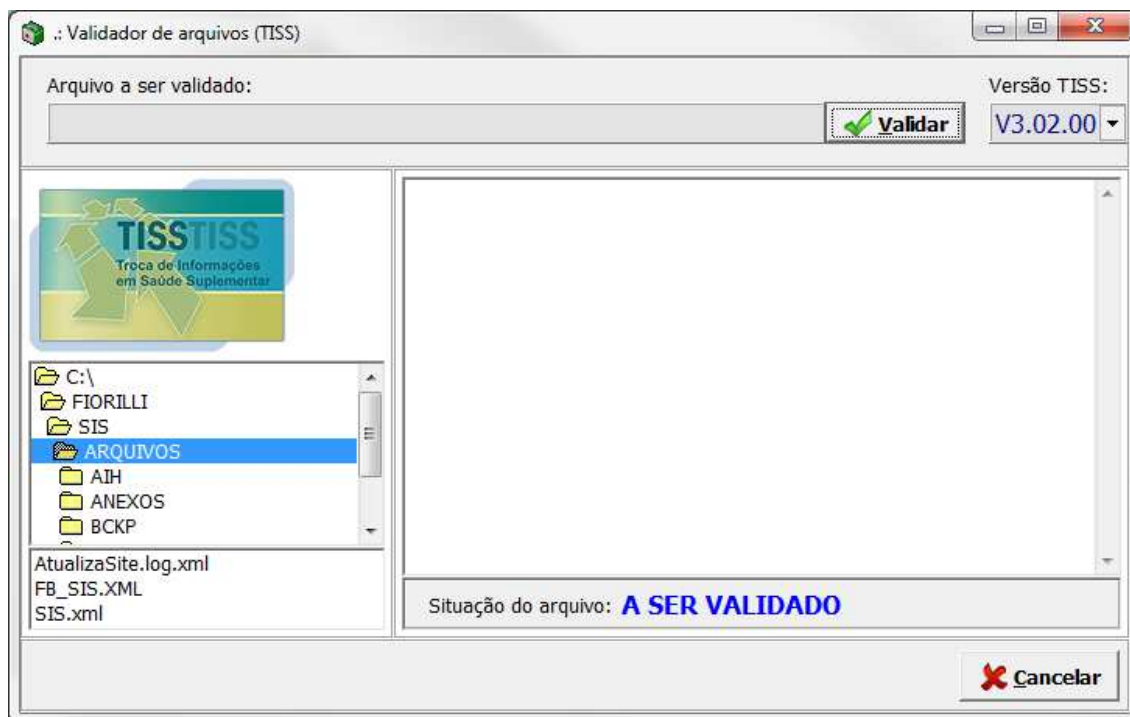 .: Validador de arquivos (TISS)
Arquivo a ser validado:
Versão TISS:
Validar
V3.02.00
TISSTISS
Troca de Informações
em Saúde Suplementar
C:\
FIORILLI
SIS
ARQUIVOS
AIH
ANEXOS
BCKP
AtualizaSite.log.xml
FB_SIS.XML
SIS.xml
Situação do arquivo: A SER VALIDADO
Cancelar